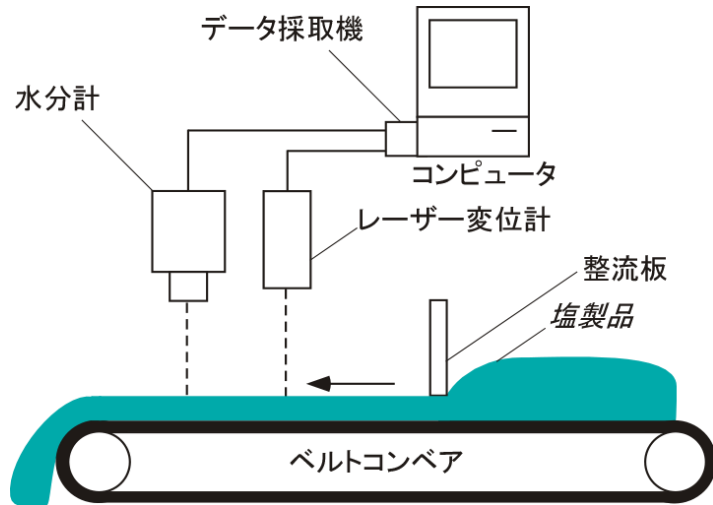 データ採取機
水分計
コンピュータ
レーザー変位計
整流板
塩製品
ベルトコンベア